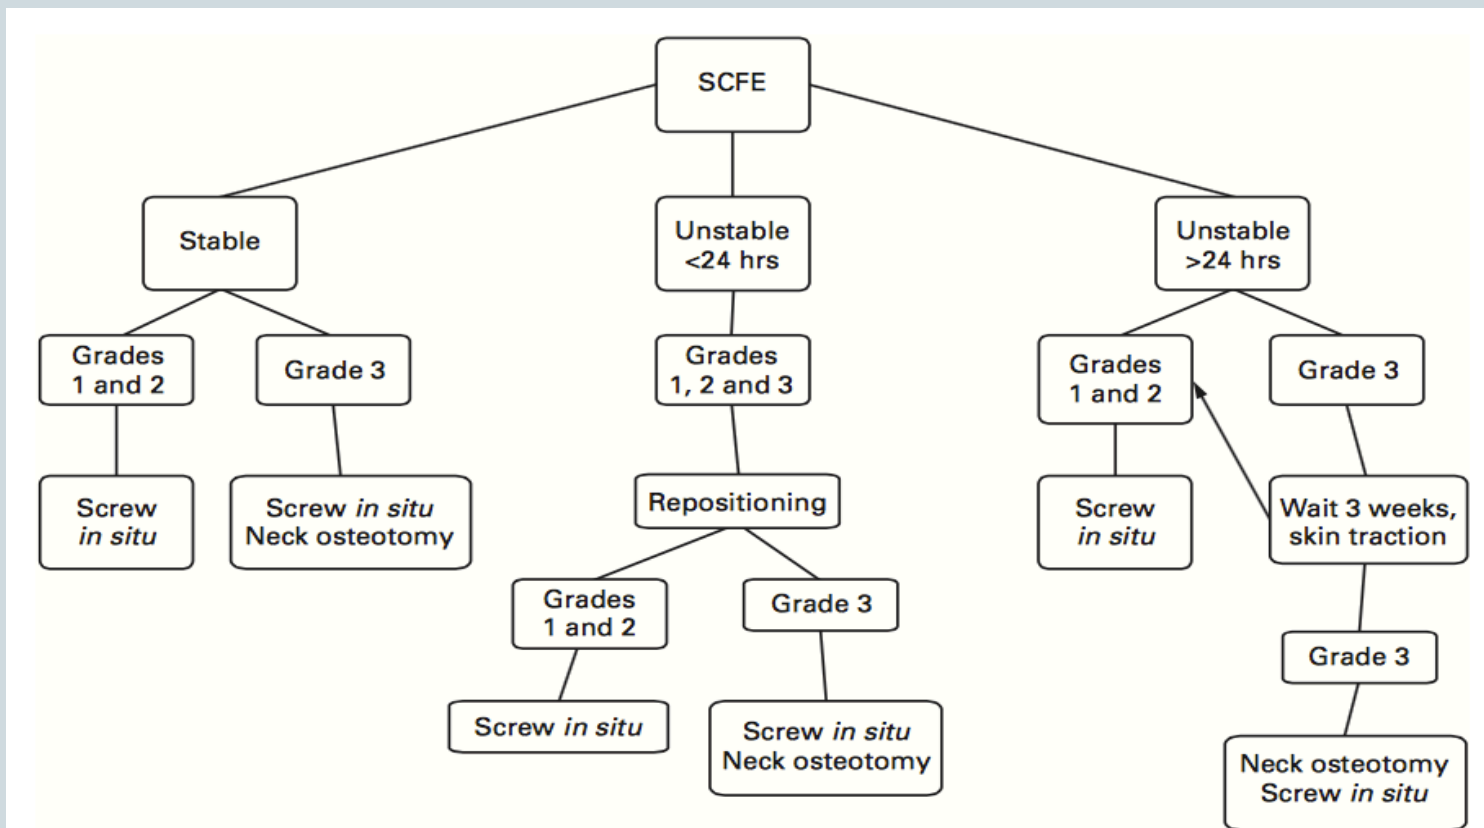 SCFE
Stable
Unstable
<24 hrs
Unstable
>24 hrs
Grades
1 and 2
Grade 3
Grades
1, 2 and 3
Grades
1 and 2
Grade 3
Screw
in situ
Screw in situ
Neck osteotomy
Repositioning
Screw
in situ
Wait 3 weeks,
skin traction
Grades
1 and 2
Grade 3
Grade 3
Screw in situ
Screw in situ
Neck osteotomy
Neck osteotomy
Screw in situ